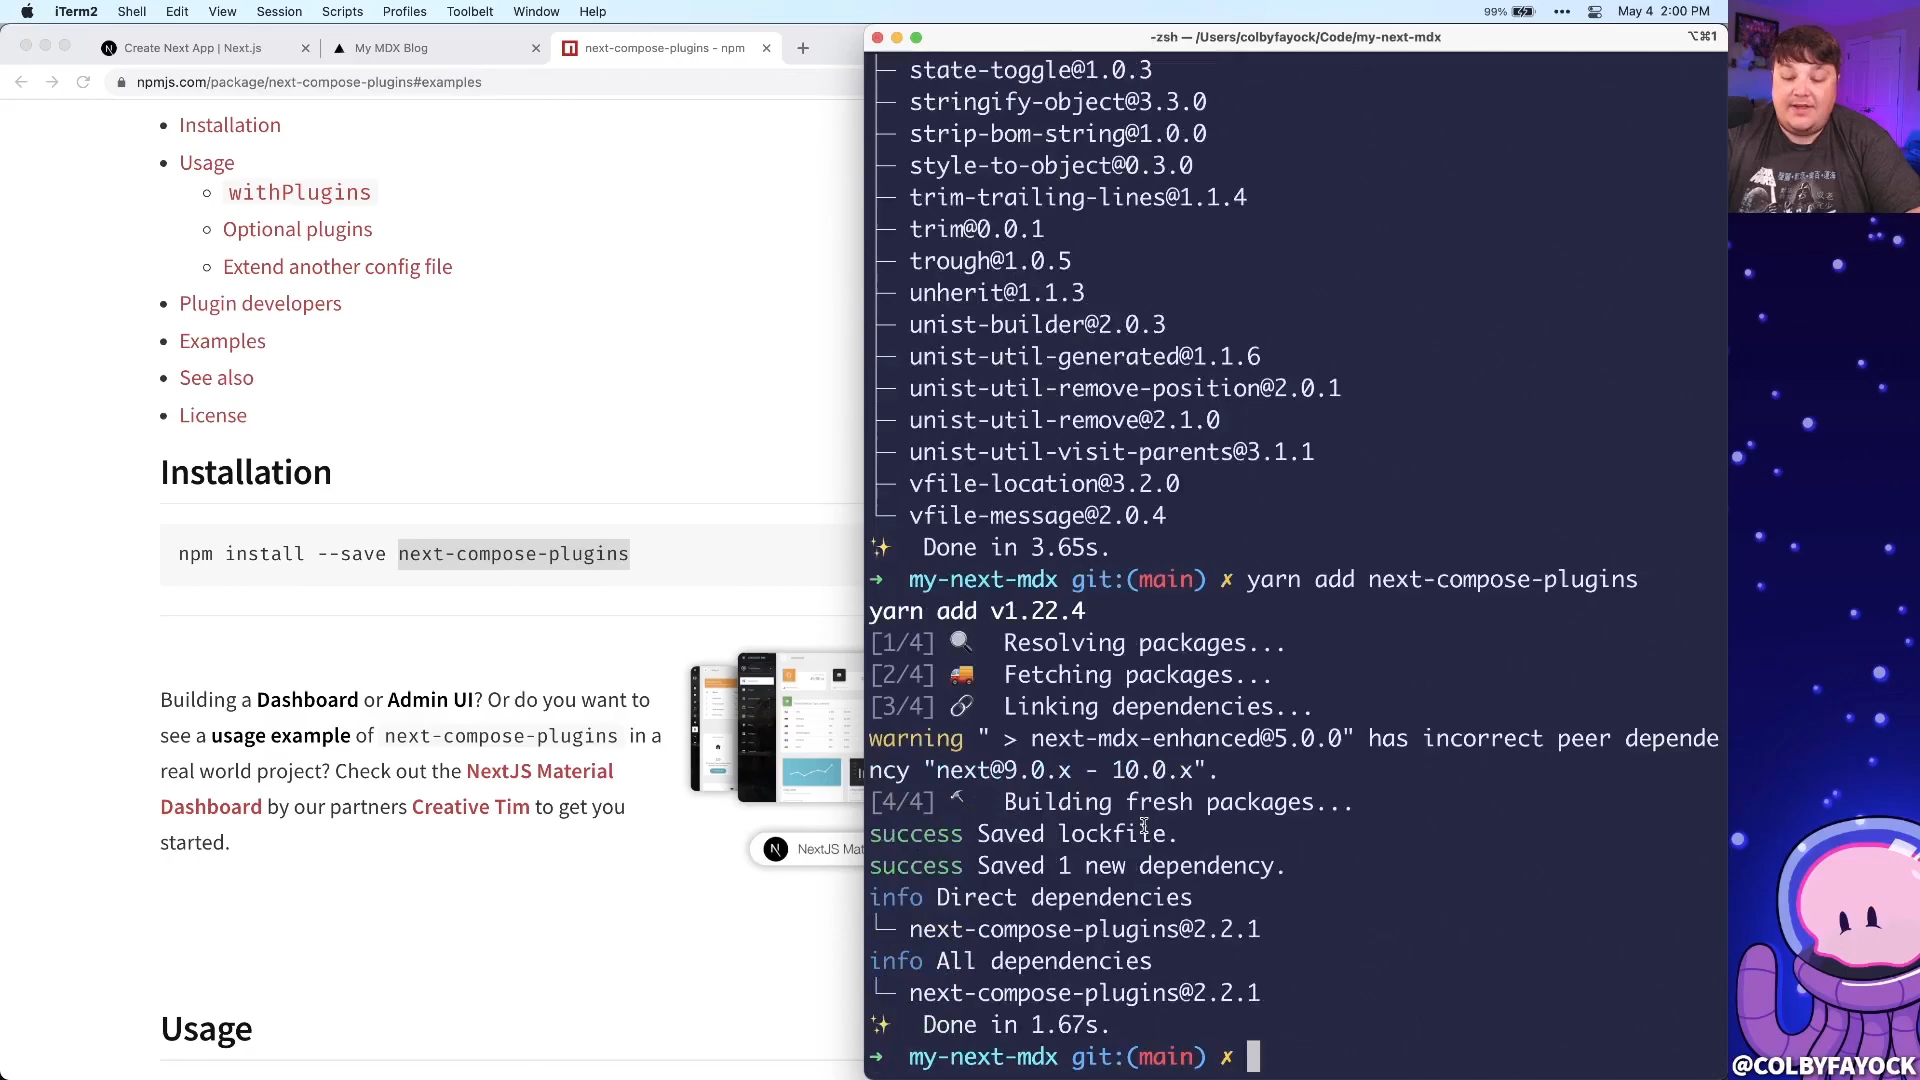 iTerm2 Shell Edit View Session Scripts Profiles Toolbelt Window Help
99% May 4 2:00 PM
Create Next App | Next.js
My MDX Blog
next-compose-plugins - npm
npmjs.com/package/next-compose-plugins#examples
Installation
Usage
withPlugins
Optional plugins
Extend another config file
Plugin developers
Examples
See also
License
Installation
npm install --save next-compose-plugins
Building a Dashboard or Admin UI? Or do you want to
see a usage example of next-compose-plugins in a
real world project? Check out the NextJS Material
Dashboard by our partners Creative Tim to get you
started.
NextJS Mat
Usage
-zsh — /Users/colbyfayock/Code/my-next-mdx
⌥⌘1
state-toggle@1.0.3
stringify-object@3.3.0
strip-bom-string@1.0.0
style-to-object@0.3.0
trim-trailing-lines@1.1.4
trim@0.0.1
trough@1.0.5
unherit@1.1.3
unist-builder@2.0.3
unist-util-generated@1.1.6
unist-util-remove-position@2.0.1
unist-util-remove@2.1.0
unist-util-visit-parents@3.1.1
vfile-location@3.2.0
vfile-message@2.0.4
✨ Done in 3.65s.
➜ my-next-mdx git:(main) ✗ yarn add next-compose-plugins
yarn add v1.22.4
[1/4] 🔍 Resolving packages...
[2/4] 🚚 Fetching packages...
[3/4] 🔗 Linking dependencies...
warning " > next-mdx-enhanced@5.0.0" has incorrect peer depende
ncy "next@9.0.x - 10.0.x".
[4/4] 🔨 Building fresh packages...
success Saved lockfile.
success Saved 1 new dependency.
info Direct dependencies
└─ next-compose-plugins@2.2.1
info All dependencies
└─ next-compose-plugins@2.2.1
✨ Done in 1.67s.
➜ my-next-mdx git:(main) ✗
@COLBYFAYOCK